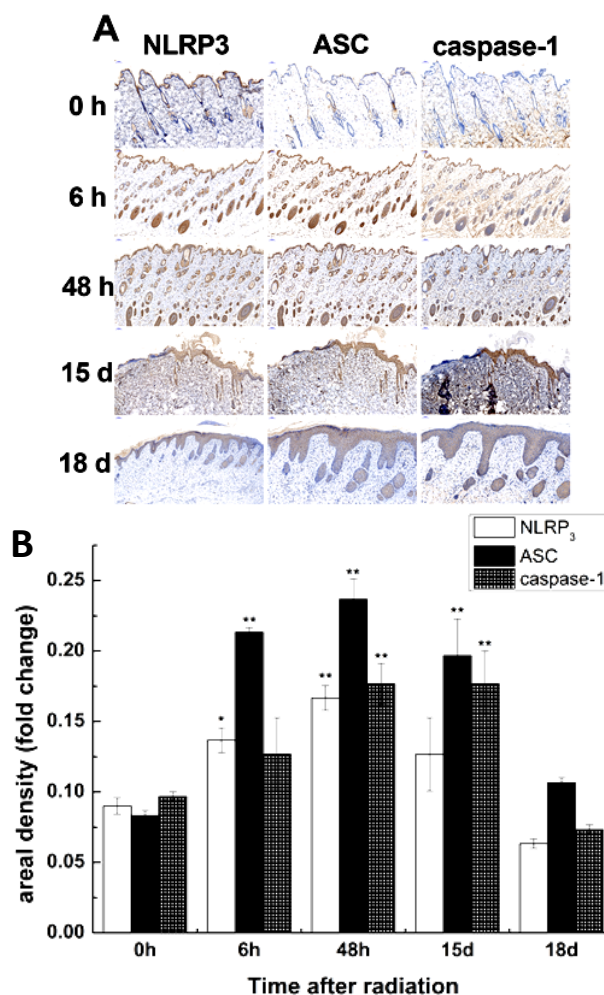 A
NLRP3 ASC caspase-1
0 h
6 h
48 h
15 d
18 d
B
NLRP₃
ASC
caspase-1
areal density (fold change)
0.25
0.20
0.15
0.10
0.05
0.00
* ** ** ** ** ** **
0h 6h 48h 15d 18d
Time after radiation